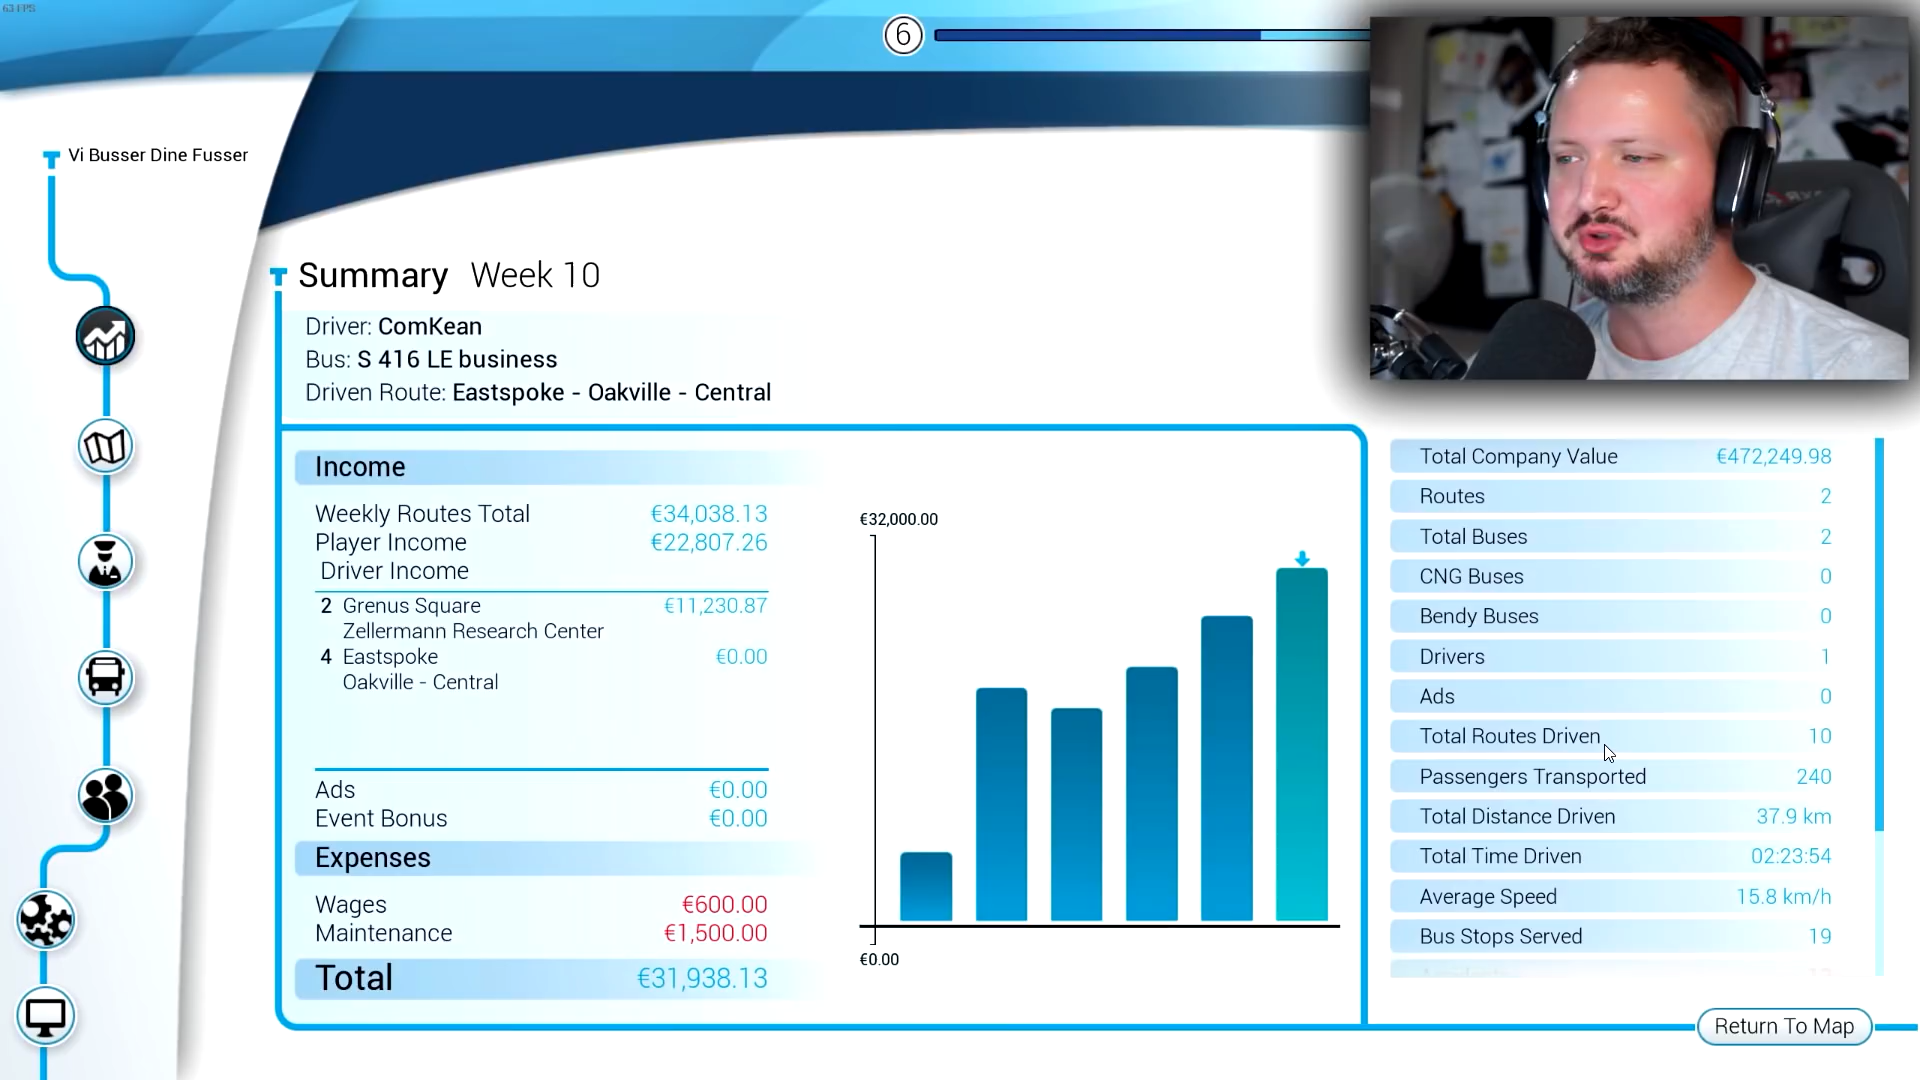 63 FPS
6
Vi Busser Dine Fusser
Summary Week 10
Driver: ComKean
Bus: S 416 LE business
Driven Route: Eastspoke - Oakville - Central
Income
Weekly Routes Total €34,038.13
Player Income €22,807.26
Driver Income
2 Grenus Square €11,230.87
Zellermann Research Center
4 Eastspoke €0.00
Oakville - Central
Ads €0.00
Event Bonus €0.00
Expenses
Wages €600.00
Maintenance €1,500.00
Total €31,938.13
€32,000.00
€0.00
Total Company Value €472,249.98
Routes 2
Total Buses 2
CNG Buses 0
Bendy Buses 0
Drivers 1
Ads 0
Total Routes Driven 10
Passengers Transported 240
Total Distance Driven 37.9 km
Total Time Driven 02:23:54
Average Speed 15.8 km/h
Bus Stops Served 19
Return To Map